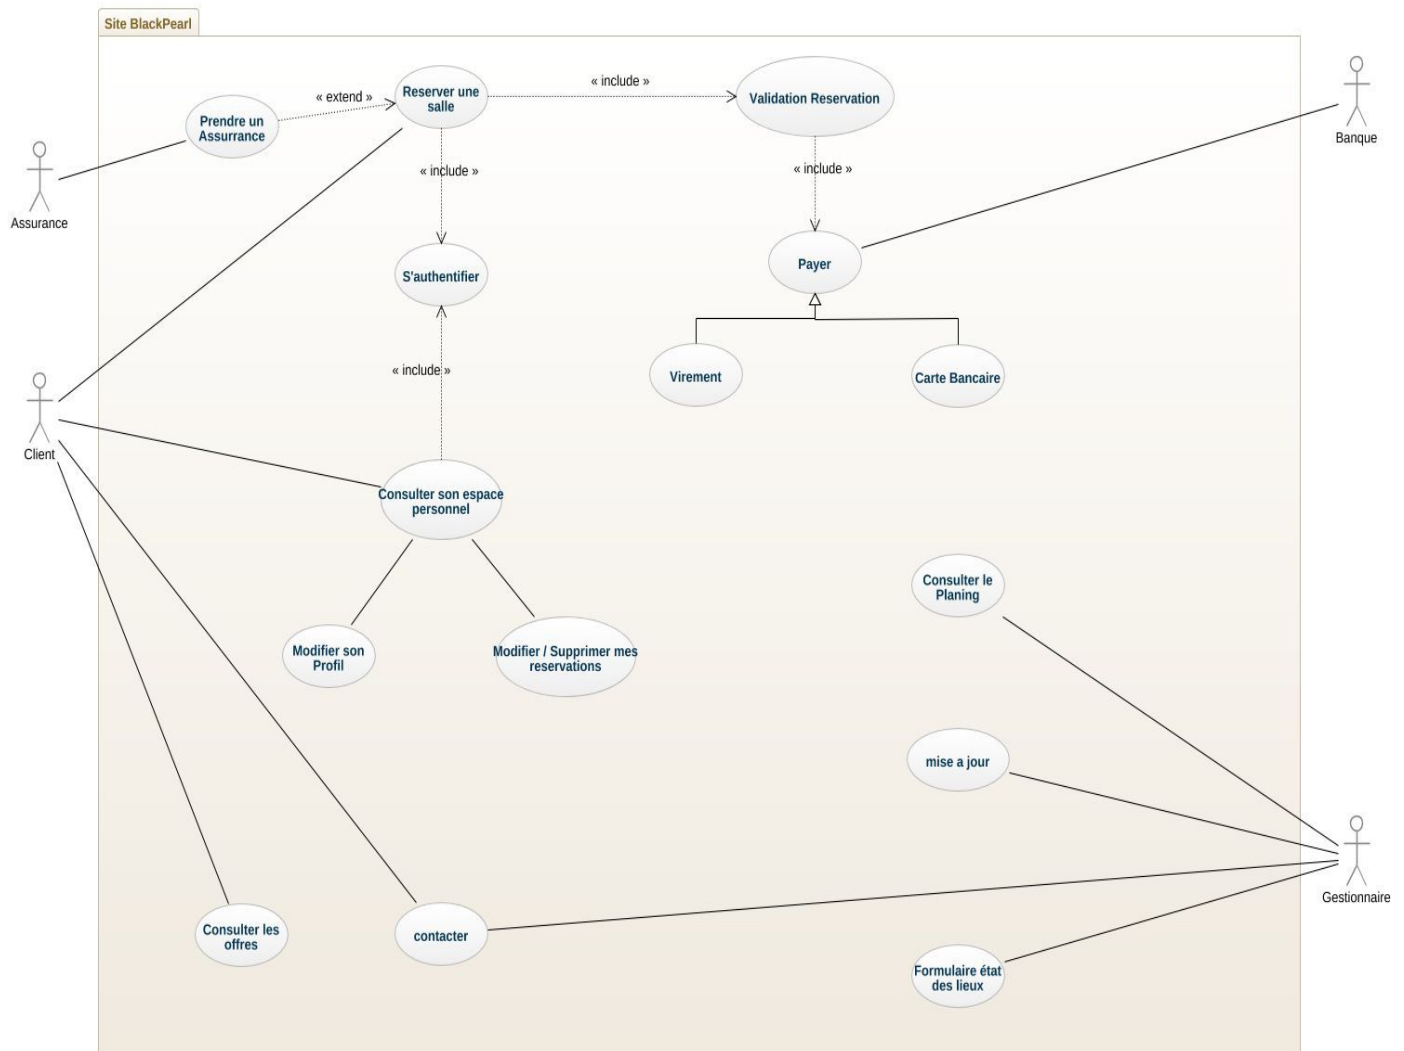 Site BlackPearl
« extend »
Reserver une
salle
« include »
Validation Reservation
Prendre un
Assurrance
Banque
« include »
« include »
Assurance
S'authentifier
Payer
« include »
Virement
Carte Bancaire
Client
Consulter son espace
personnel
Consulter le
Planing
Modifier son
Profil
Modifier / Supprimer mes
reservations
mise a jour
Gestionnaire
Consulter les
offres
contacter
Formulaire état
des lieux